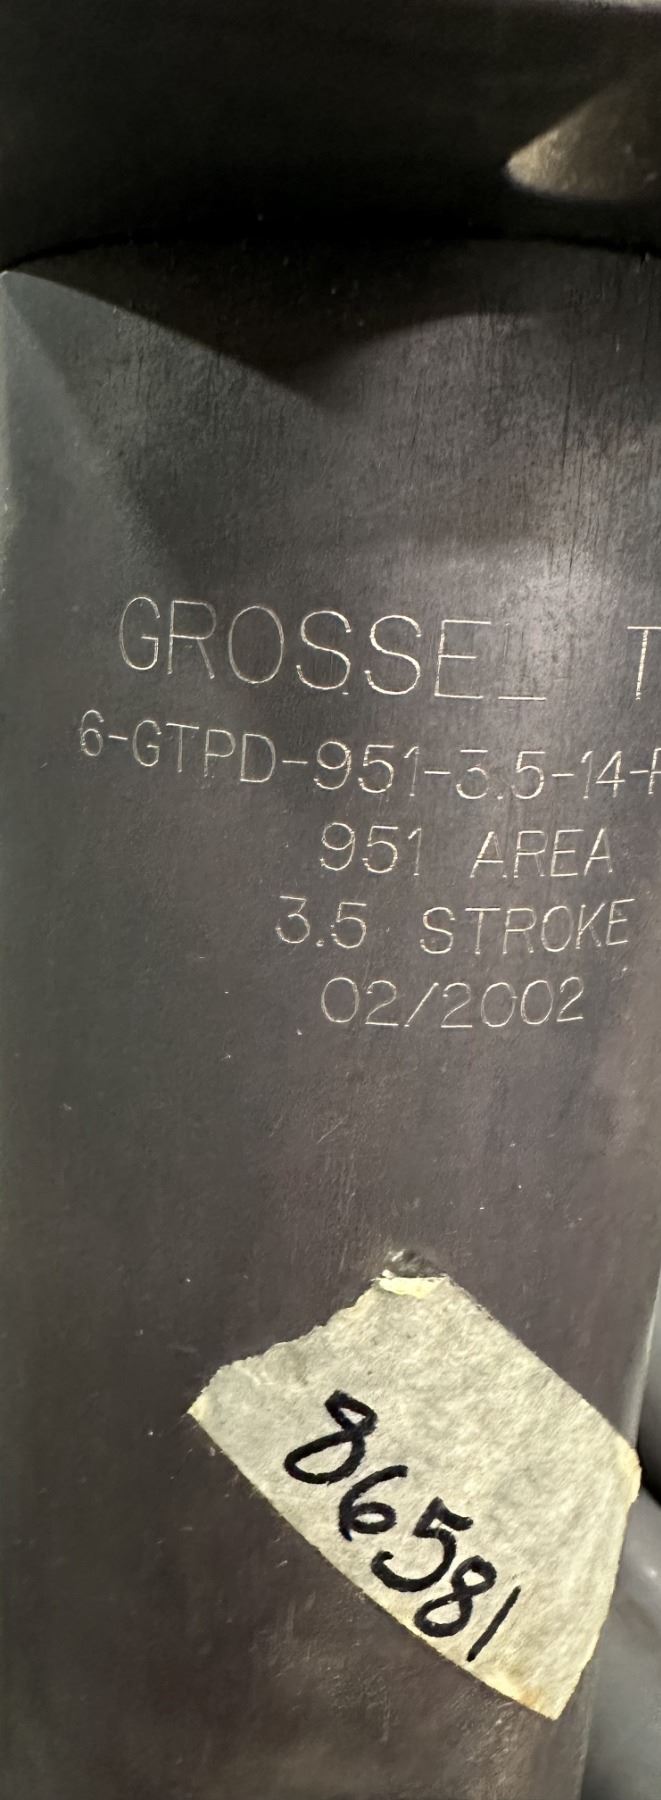 GROSSEL T
6-GTPD-951-3.5-14-
951 AREA
3.5 STROKE
02/2002
86581